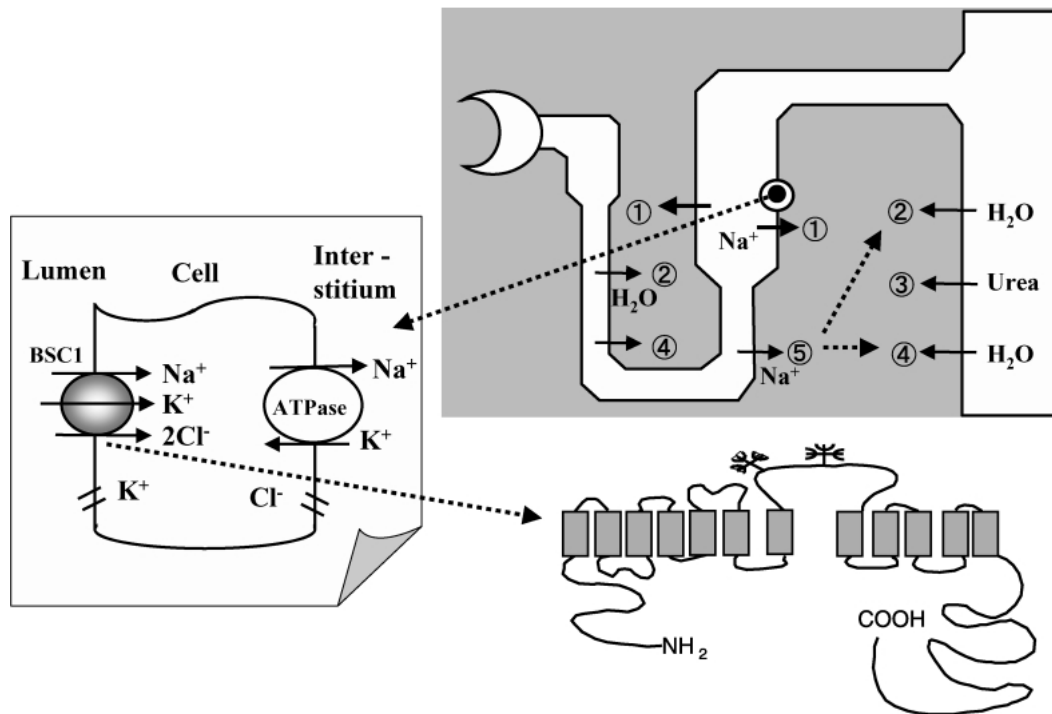 ①
Na⁺
①
②
H₂O
②
H₂O
③
Urea
④
⑤
Na⁺
④
H₂O
Lumen
Cell
Inter -
stitium
BSC1
Na⁺
K⁺
2Cl⁻
ATPase
Na⁺
K⁺
K⁺
Cl⁻
NH₂
COOH